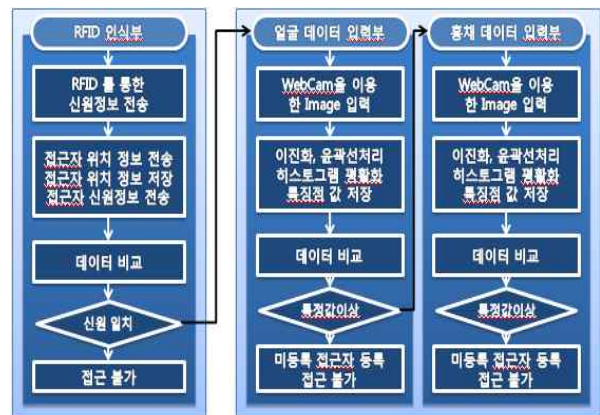 RFID 인식부
RFID 를 통한
신원정보 전송
접근자 위치 정보 전송
접근자 위치 정보 저장
접근자 신원정보 전송
데이터 비교
신원 일치
접근 불가
얼굴 데이터 입력부
WebCam을 이용
한 Image 입력
이진화, 윤곽선처리
히스토그램 평활화
특징점 값 저장
데이터 비교
특정값이상
미등록 접근자 등록
접근 불가
홍채 데이터 입력부
WebCam을 이용
한 Image 입력
이진화, 윤곽선처리
히스토그램 평활화
특징점 값 저장
데이터 비교
특정값이상
미등록 접근자 등록
접근 불가